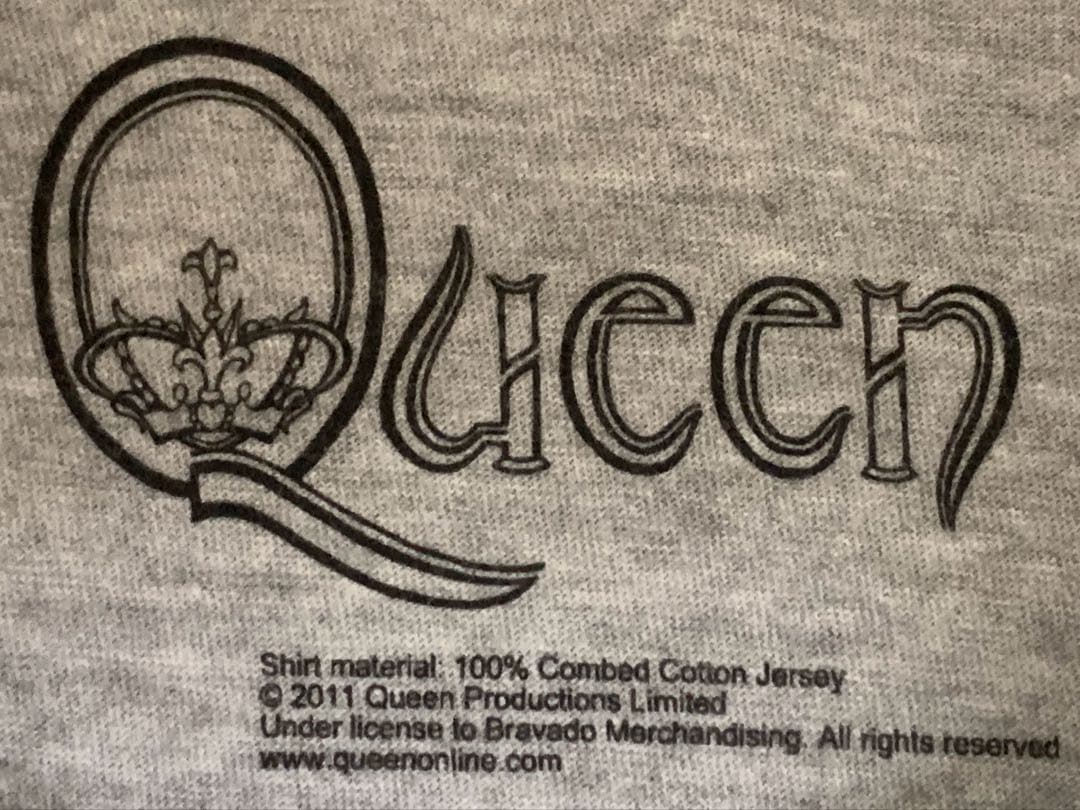 Queen
Shirt material: 100% Combed Cotton Jersey
© 2011 Queen Productions Limited
Under license to Bravado Merchandising. All rights reserved
www.queenonline.com